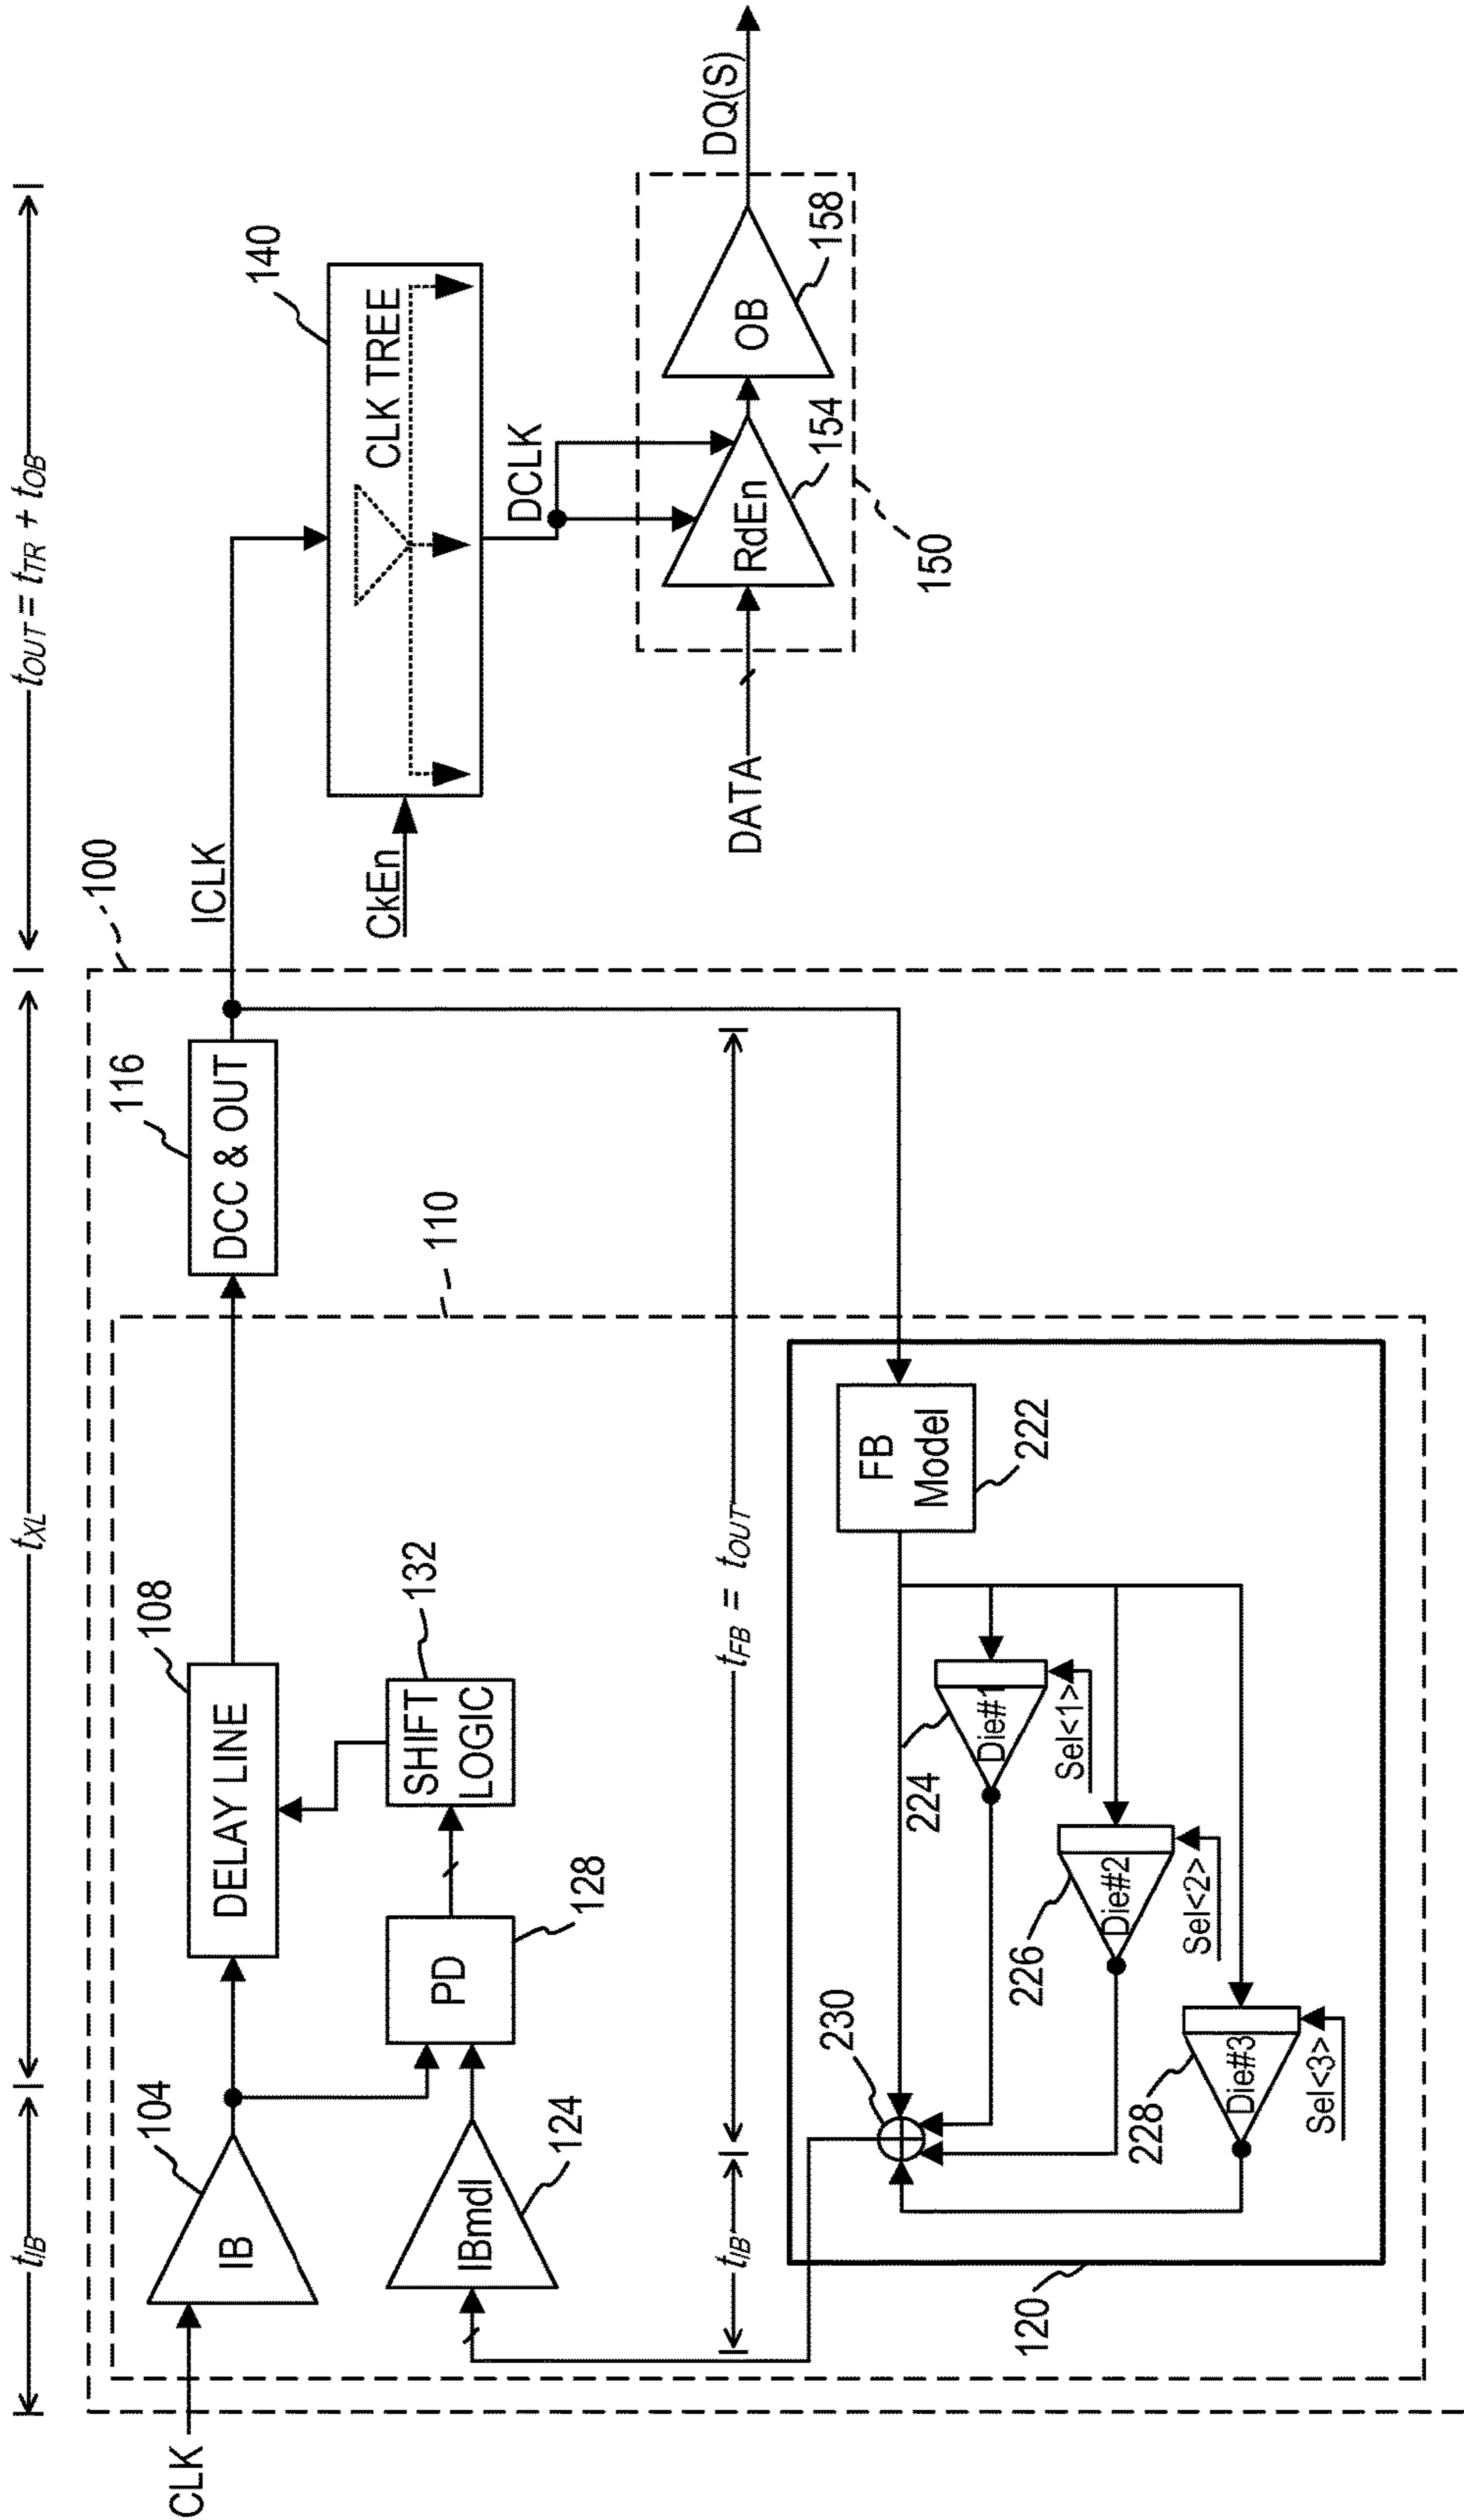 t_IB
t_XL
t_OUT = t_TR + t_OB
100
CLK
IB
104
DELAY LINE
108
DCC & OUT
116
ICLK
CLK TREE
140
CkEn
110
SHIFT
LOGIC
132
PD
128
IBmdl
124
DCLK
DATA
RdEn
154
OB
158
DQ(S)
150
t_IB
t_FB = t_OUT
120
230
FB
Model
222
224
Die#1
Sel<1>
226
Die#2
Sel<2>
228
Die#3
Sel<3>